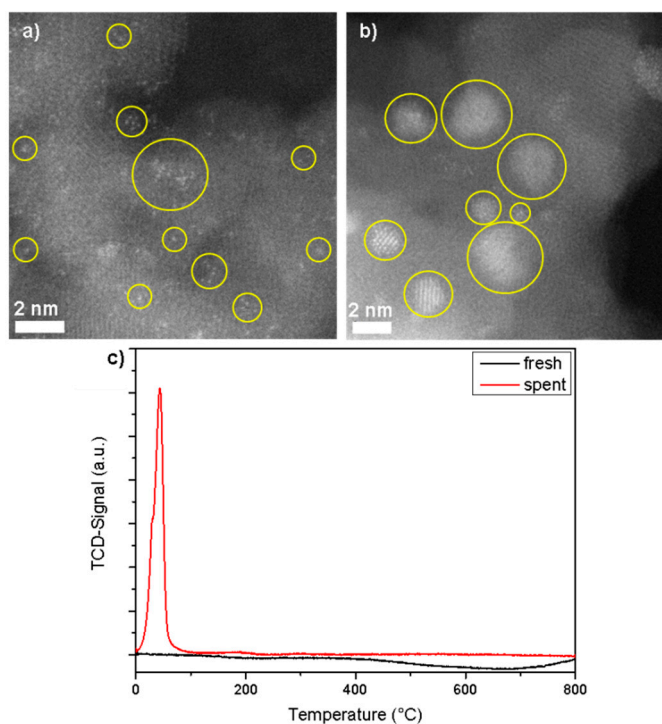 a)
b)
2 nm
2 nm
c)
fresh
spent
TCD-Signal (a.u.)
0 200 400 600 800
Temperature (°C)